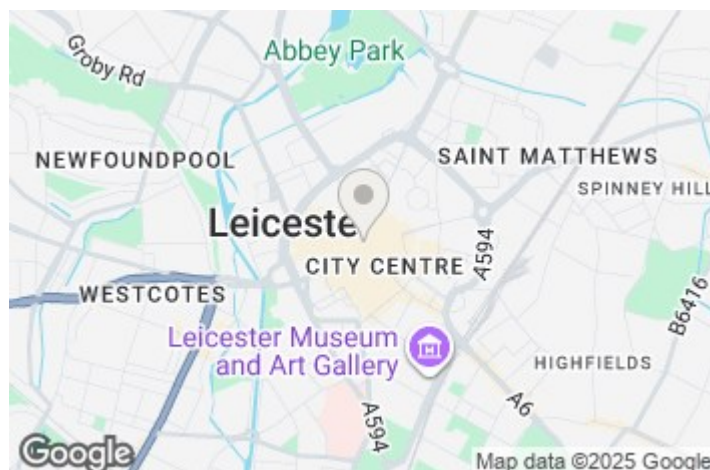 Abbey Park
Groby Rd
NEWFOUNDPOOL
SAINT MATTHEWS
SPINNEY HILL
Leiceste
CITY CENTRE
A594
WESTCOTES
B6416
Leicester Museum
and Art Gallery
HIGHFIELDS
A6
A594
Google
Map data ©2025 Google